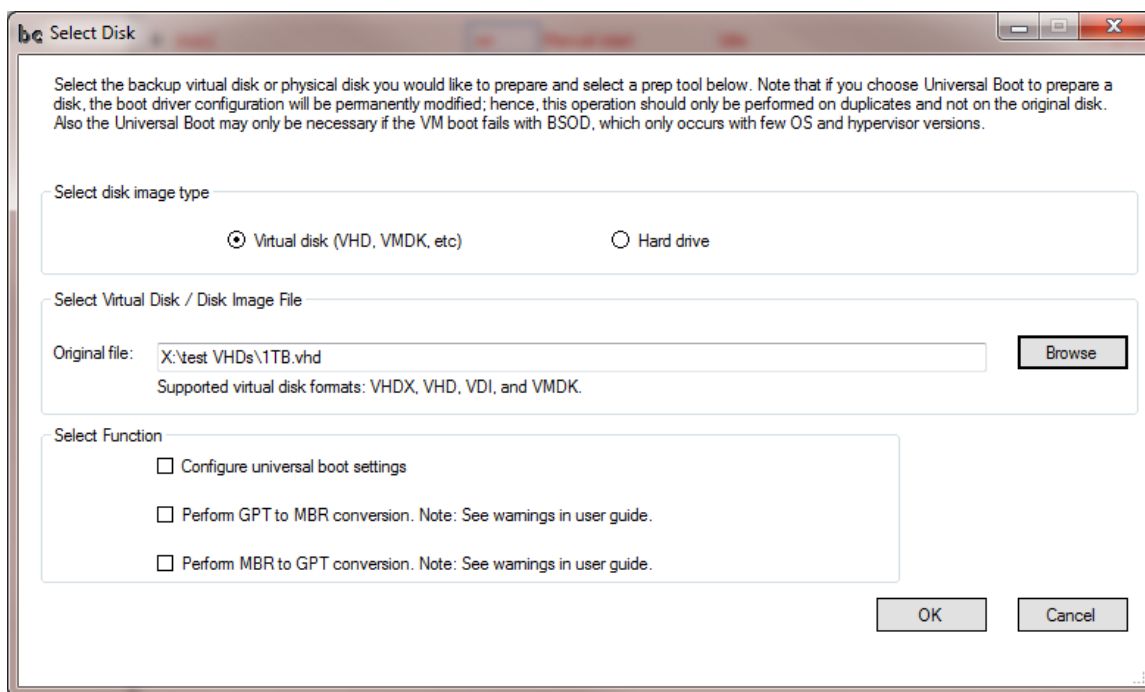 bc Select Disk
Select the backup virtual disk or physical disk you would like to prepare and select a prep tool below. Note that if you choose Universal Boot to prepare a
disk, the boot driver configuration will be permanently modified; hence, this operation should only be performed on duplicates and not on the original disk.
Also the Universal Boot may only be necessary if the VM boot fails with BSOD, which only occurs with few OS and hypervisor versions.
Select disk image type
Virtual disk (VHD, VMDK, etc)
Hard drive
Select Virtual Disk / Disk Image File
Original file:
X:\test VHDs\1TB.vhd
Browse
Supported virtual disk formats: VHDX, VHD, VDI, and VMDK.
Select Function
Configure universal boot settings
Perform GPT to MBR conversion. Note: See warnings in user guide.
Perform MBR to GPT conversion. Note: See warnings in user guide.
OK
Cancel